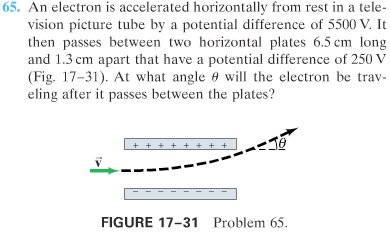 65. An electron is accelerated horizontally from rest in a tele-
vision picture tube by a potential difference of 5500 V. It
then passes between two horizontal plates 6.5 cm long
and 1.3 cm apart that have a potential difference of 250 V
(Fig. 17–31). At what angle θ will the electron be trav-
eling after it passes between the plates?
+ + + + + + + +
θ
v⃗
− − − − − − − −
FIGURE 17–31 Problem 65.